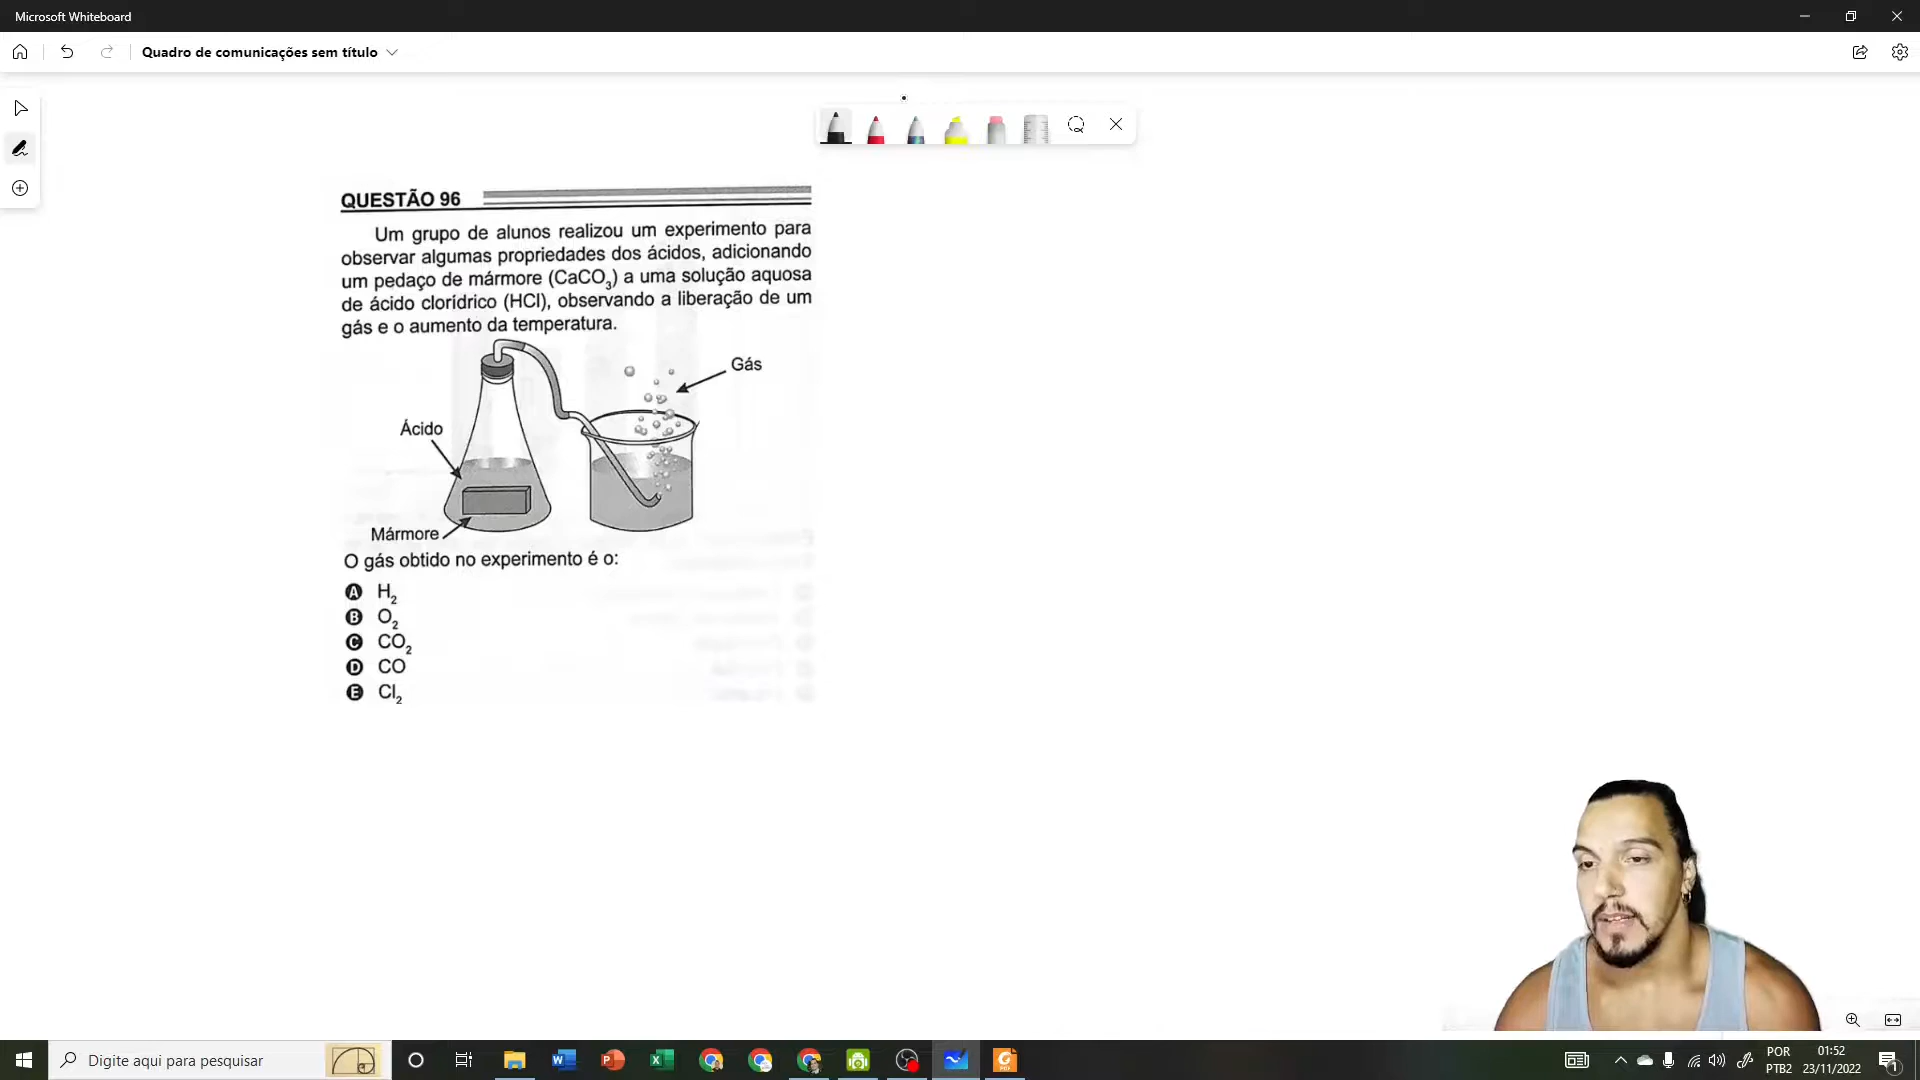 Microsoft Whiteboard
Quadro de comunicações sem título
QUESTÃO 96
Um grupo de alunos realizou um experimento para
observar algumas propriedades dos ácidos, adicionando
um pedaço de mármore (CaCO₃) a uma solução aquosa
de ácido clorídrico (HCl), observando a liberação de um
gás e o aumento da temperatura.
Gás
Ácido
Mármore
O gás obtido no experimento é o:
A H₂
B O₂
C CO₂
D CO
E Cl₂
Digite aqui para pesquisar
POR
PTB2
01:52
23/11/2022
1